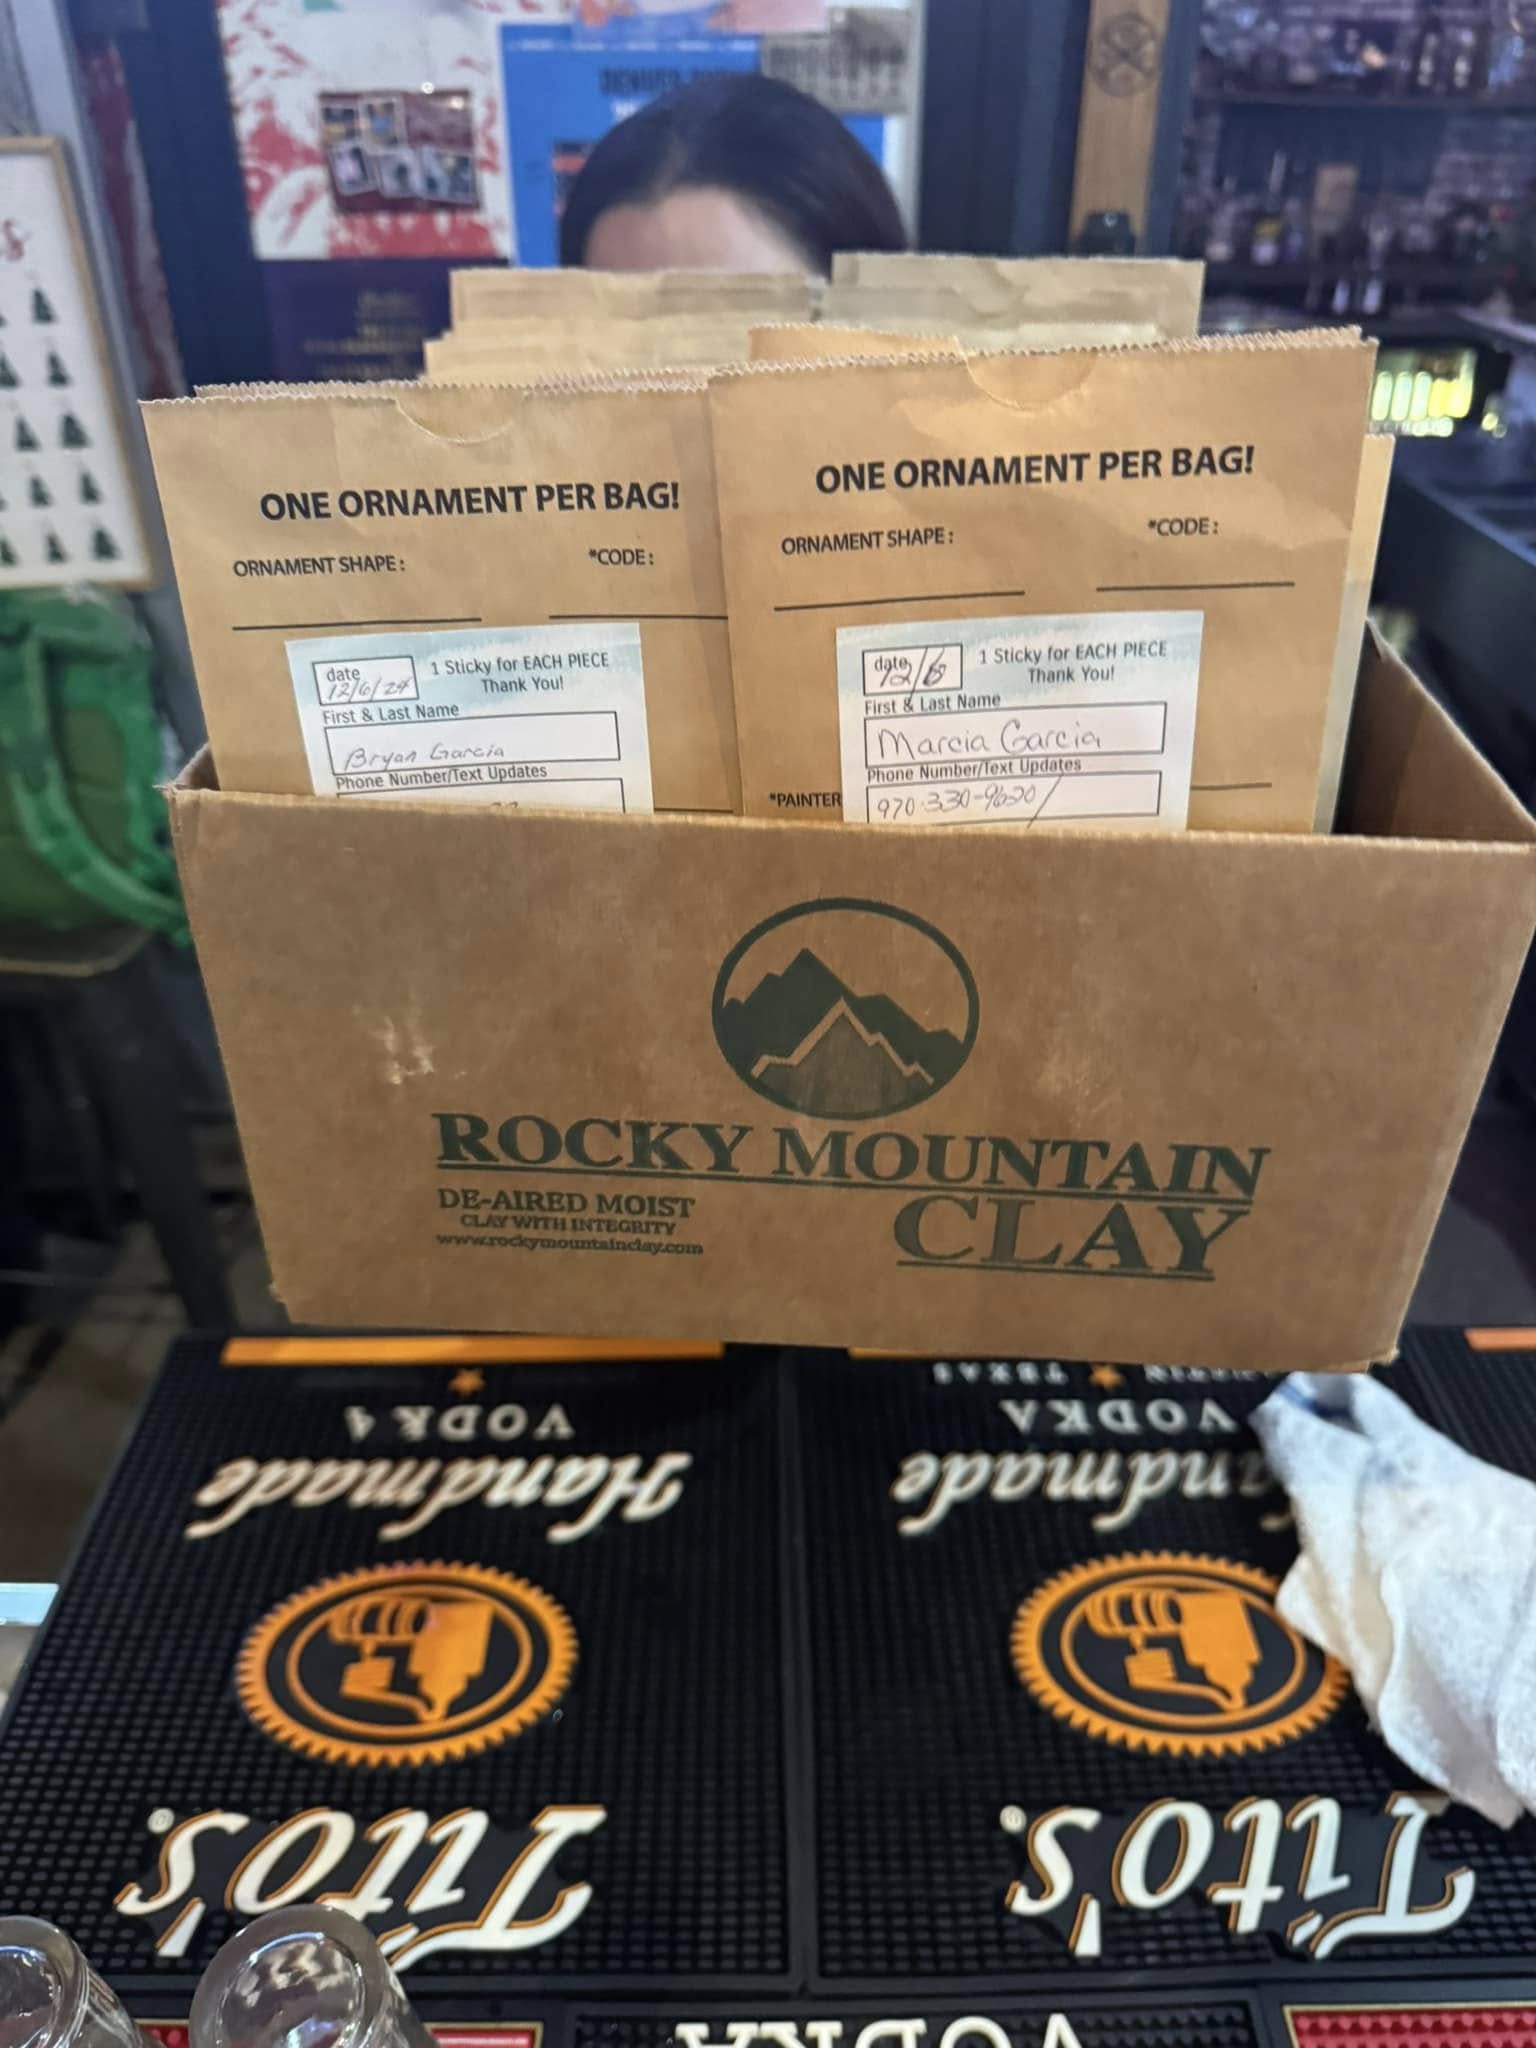 ONE ORNAMENT PER BAG!
ORNAMENT SHAPE :
*CODE :
date
12/6/24
1 Sticky for EACH PIECE
Thank You!
First & Last Name
Bryan Garcia
Phone Number/Text Updates
ONE ORNAMENT PER BAG!
ORNAMENT SHAPE :
*CODE :
date
12/6
1 Sticky for EACH PIECE
Thank You!
First & Last Name
Marcia Garcia
Phone Number/Text Updates
*PAINTER
970-330-9620
ROCKY MOUNTAIN
CLAY
DE-AIRED MOIST
CLAY WITH INTEGRITY
www.rockymountainclay.com
TEXAS
VODKA
Handmade
Tito's
VODKA
Handmade
Tito's
VODKA